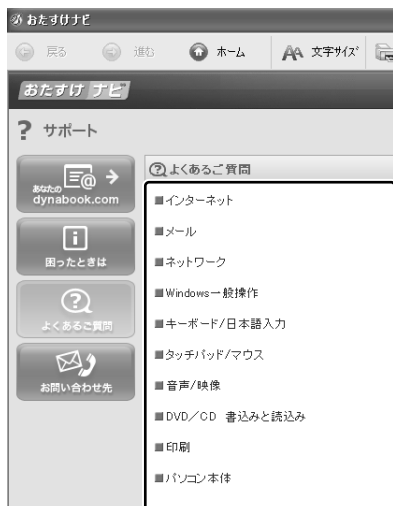 おたすけナビ
戻る 進む ホーム 文字サイズ
おたすけ ナビ
? サポート
あなたの
dynabook.com
困ったときは
よくあるご質問
お問い合わせ先
よくあるご質問
■インターネット
■メール
■ネットワーク
■Windows一般操作
■キーボード/日本語入力
■タッチパッド/マウス
■音声/映像
■DVD／CD 書込みと読込み
■印刷
■パソコン本体